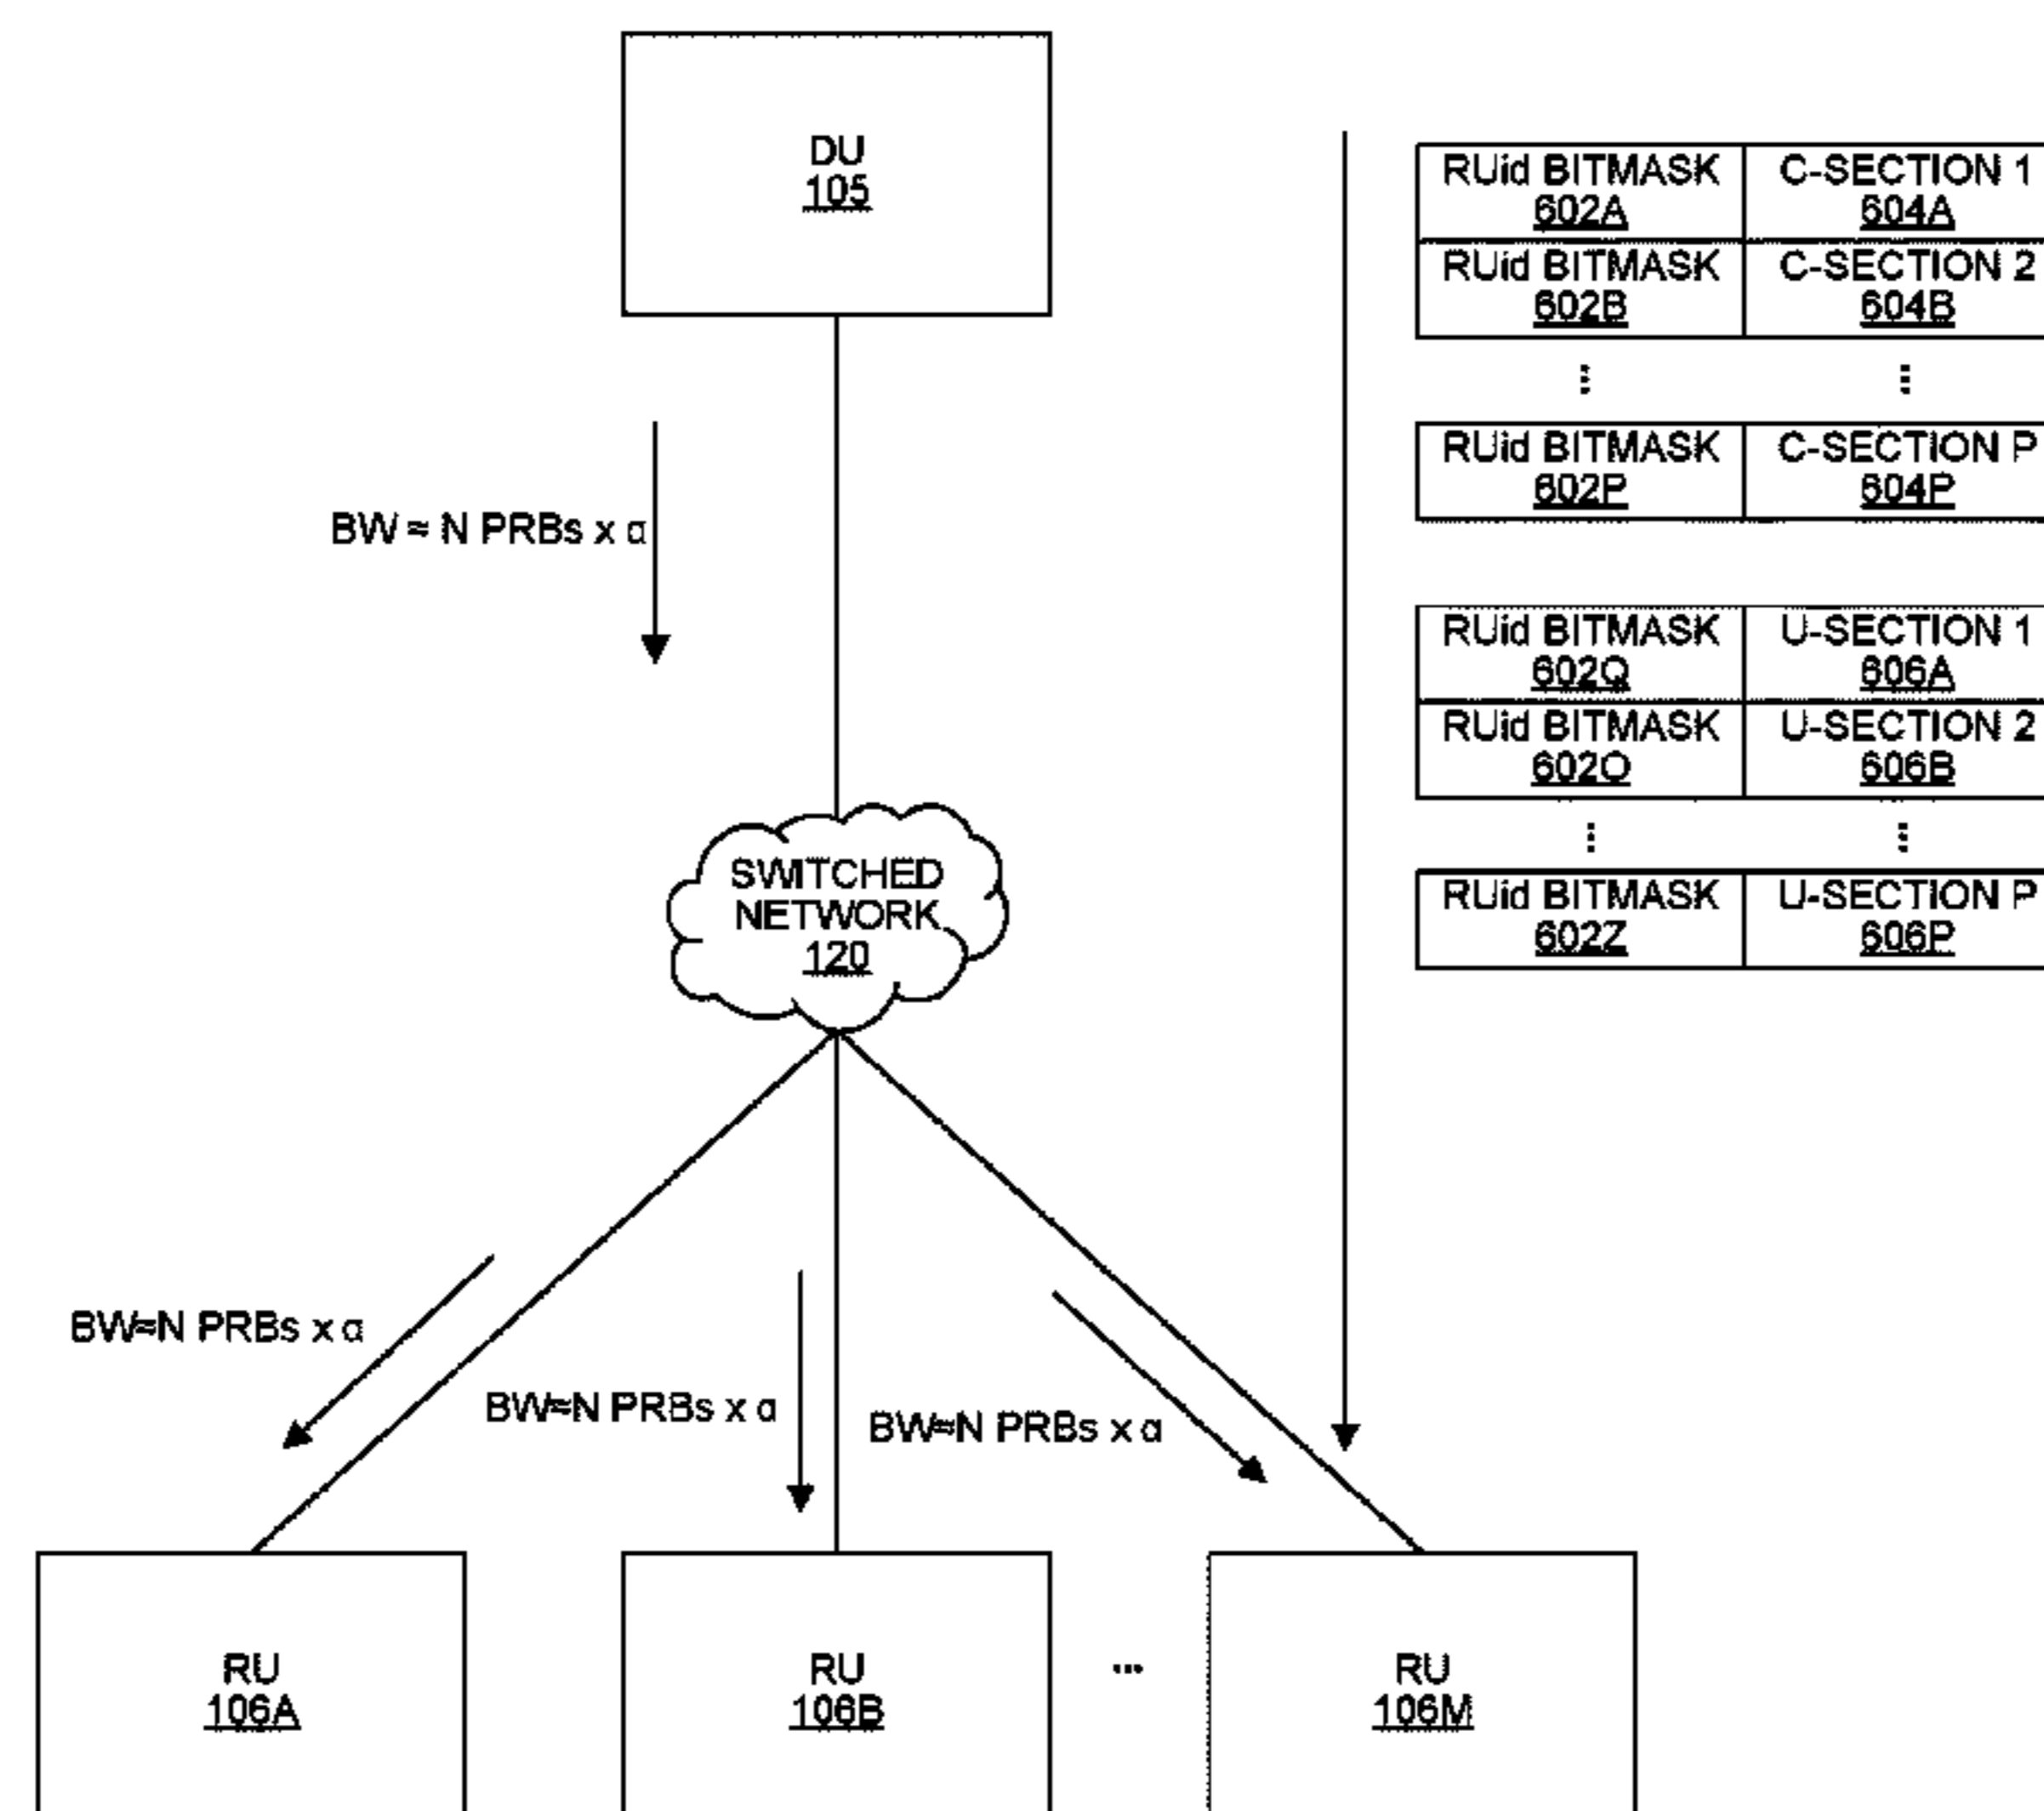 DU
105
RUid BITMASK C-SECTION 1
602A 604A
RUid BITMASK C-SECTION 2
602B 604B
⋮ ⋮
RUid BITMASK C-SECTION P
602P 604P
BW ≈ N PRBs x α
RUid BITMASK U-SECTION 1
602Q 606A
RUid BITMASK U-SECTION 2
602O 606B
⋮ ⋮
RUid BITMASK U-SECTION P
602Z 606P
SWITCHED
NETWORK
120
BW≈N PRBs x α
BW≈N PRBs x α
BW≈N PRBs x α
RU
106A
RU
106B
...
RU
106M